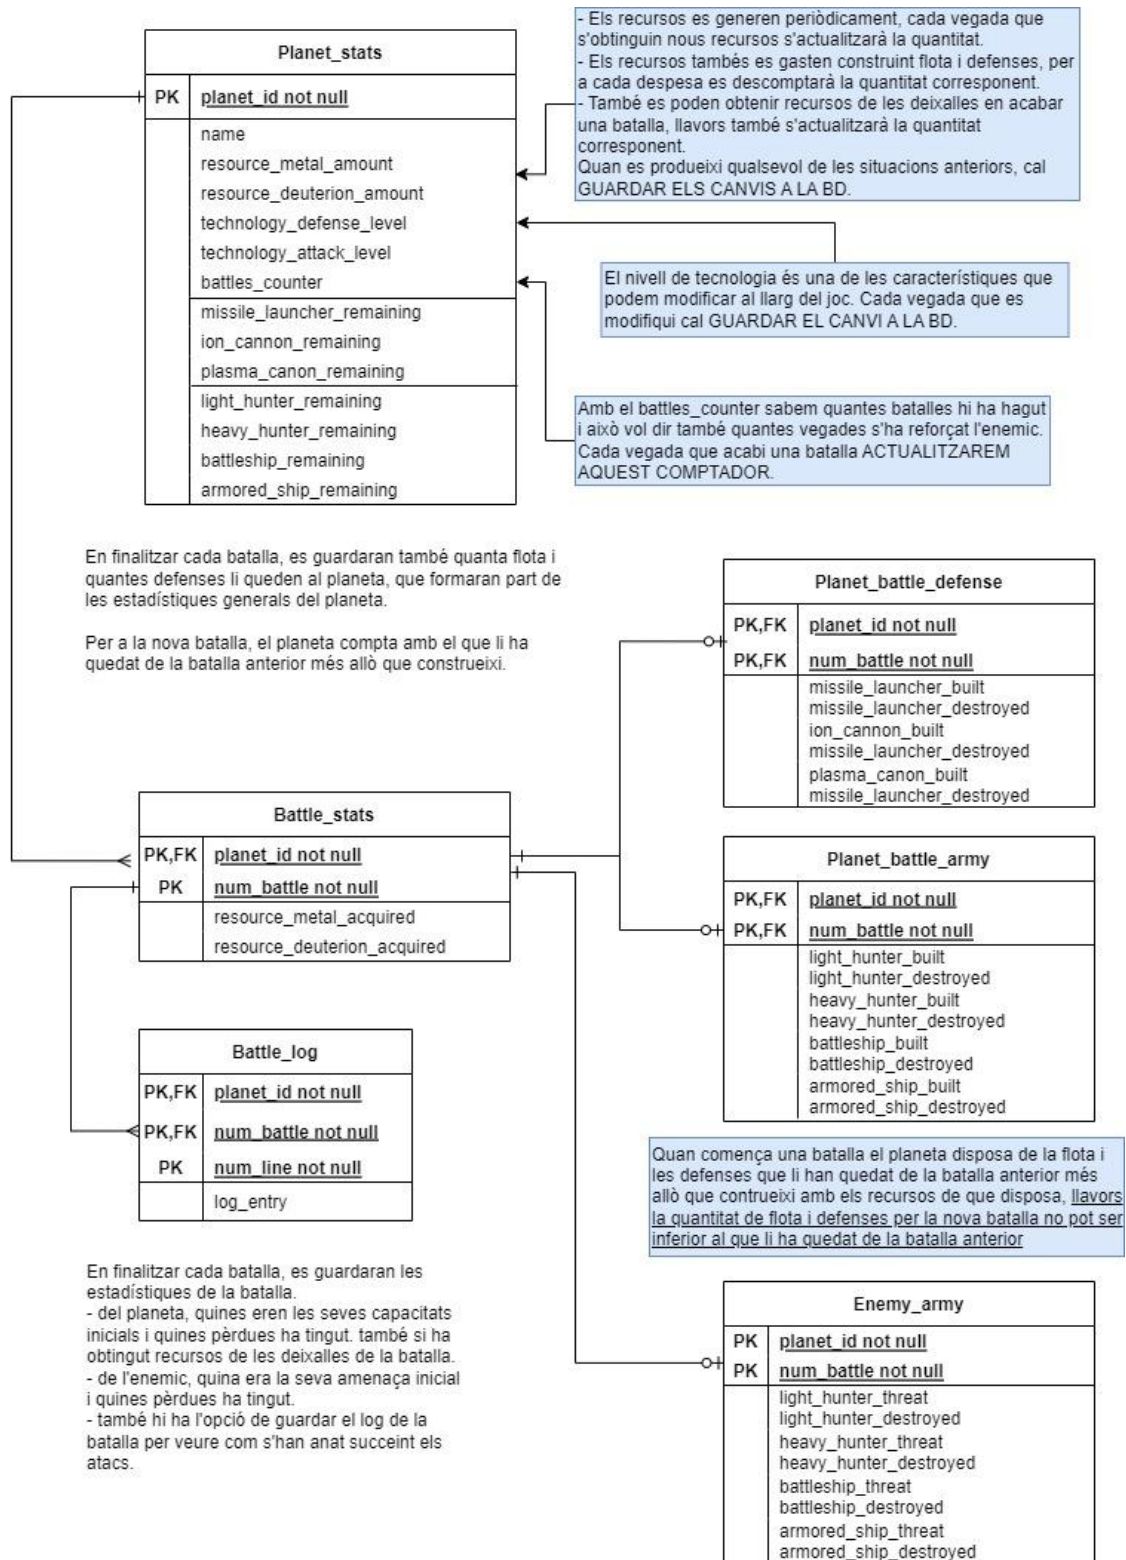 Planet_stats
PK planet_id not null
name
resource_metal_amount
resource_deuterion_amount
technology_defense_level
technology_attack_level
battles_counter
missile_launcher_remaining
ion_cannon_remaining
plasma_canon_remaining
light_hunter_remaining
heavy_hunter_remaining
battleship_remaining
armored_ship_remaining
- Els recursos es generen periòdicament, cada vegada que
s'obtinguin nous recursos s'actualitzarà la quantitat.
- Els recursos tambés es gasten construint flota i defenses, per
a cada despesa es descomptarà la quantitat corresponent.
- També es poden obtenir recursos de les deixalles en acabar
una batalla, llavors també s'actualitzarà la quantitat
corresponent.
Quan es produeixi qualsevol de les situacions anteriors, cal
GUARDAR ELS CANVIS A LA BD.
El nivell de tecnologia és una de les característiques que
podem modificar al llarg del joc. Cada vegada que es
modifiqui cal GUARDAR EL CANVI A LA BD.
Amb el battles_counter sabem quantes batalles hi ha hagut
i això vol dir també quantes vegades s'ha reforçat l'enemic.
Cada vegada que acabi una batalla ACTUALITZAREM
AQUEST COMPTADOR.
En finalitzar cada batalla, es guardaran també quanta flota i
quantes defenses li queden al planeta, que formaran part de
les estadístiques generals del planeta.
Per a la nova batalla, el planeta compta amb el que li ha
quedat de la batalla anterior més allò que construeixi.
Planet_battle_defense
PK,FK planet_id not null
PK,FK num_battle not null
missile_launcher_built
missile_launcher_destroyed
ion_cannon_built
missile_launcher_destroyed
plasma_canon_built
missile_launcher_destroyed
Battle_stats
PK,FK planet_id not null
PK num_battle not null
resource_metal_acquired
resource_deuterion_acquired
Planet_battle_army
PK,FK planet_id not null
PK,FK num_battle not null
light_hunter_built
light_hunter_destroyed
heavy_hunter_built
heavy_hunter_destroyed
battleship_built
battleship_destroyed
armored_ship_built
armored_ship_destroyed
Battle_log
PK,FK planet_id not null
PK,FK num_battle not null
PK num_line not null
log_entry
Quan comença una batalla el planeta disposa de la flota i
les defenses que li han quedat de la batalla anterior més
allò que contrueixi amb els recursos de que disposa, llavors
la quantitat de flota i defenses per la nova batalla no pot ser
inferior al que li ha quedat de la batalla anterior
En finalitzar cada batalla, es guardaran les
estadístiques de la batalla.
- del planeta, quines eren les seves capacitats
inicials i quines pèrdues ha tingut. també si ha
obtingut recursos de les deixalles de la batalla.
- de l'enemic, quina era la seva amenaça inicial
i quines pèrdues ha tingut.
- també hi ha l'opció de guardar el log de la
batalla per veure com s'han anat succeint els
atacs.
Enemy_army
PK planet_id not null
PK num_battle not null
light_hunter_threat
light_hunter_destroyed
heavy_hunter_threat
heavy_hunter_destroyed
battleship_threat
battleship_destroyed
armored_ship_threat
armored_ship_destroyed